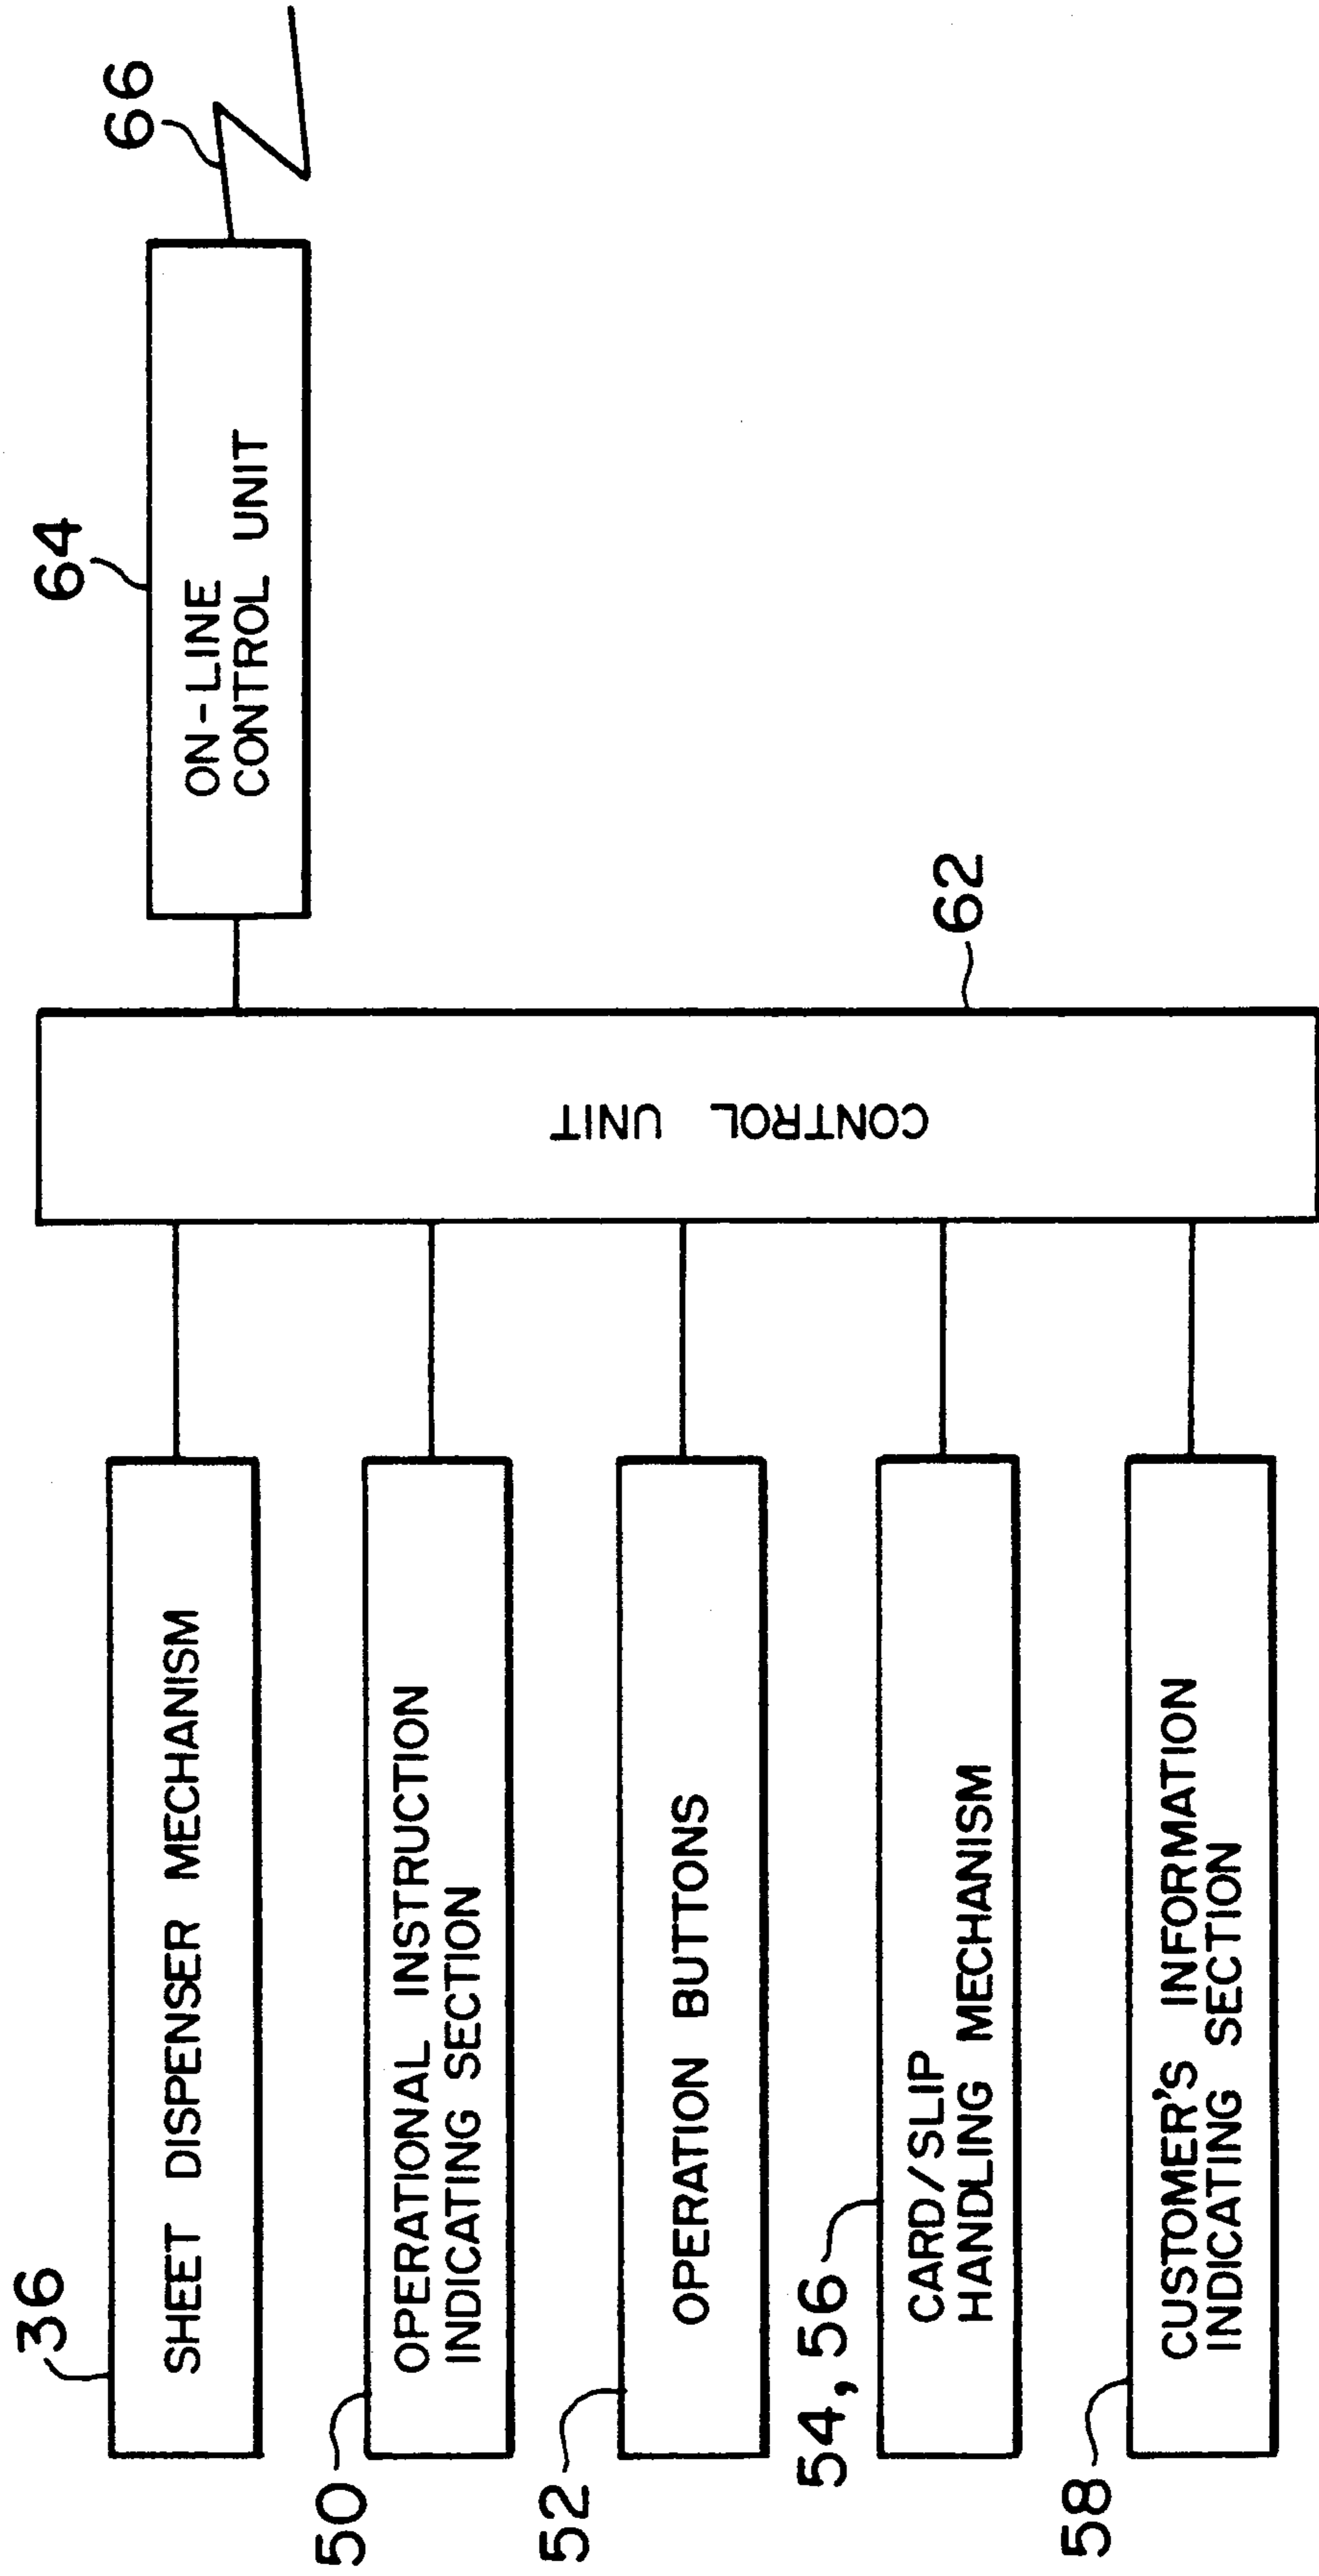 36
SHEET DISPENSER MECHANISM
50
OPERATIONAL INSTRUCTION
INDICATING SECTION
52
OPERATION BUTTONS
54, 56
CARD/SLIP
HANDLING MECHANISM
58
CUSTOMER'S INFORMATION
INDICATING SECTION
CONTROL UNIT
62
64
ON-LINE
CONTROL UNIT
66